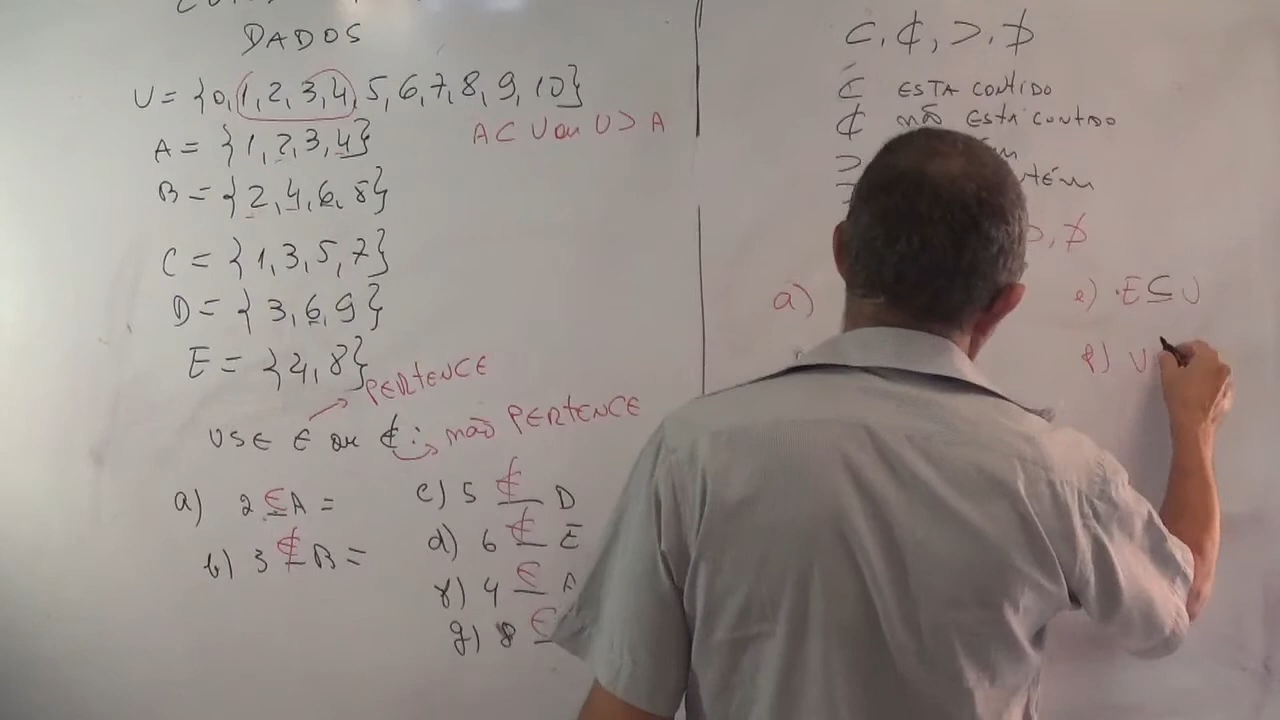 DADOS
U = {0, 1, 2, 3, 4, 5, 6, 7, 8, 9, 10}
A = {1, 2, 3, 4}
A ⊂ U ou U ⊃ A
B = {2, 4, 6, 8}
C = {1, 3, 5, 7}
D = {3, 6, 9}
E = {4, 8}
PERTENCE
USE ∈ ou ∉:
não PERTENCE
a) 2 ∈ A =
b) 3 ∉ B =
c) 5 ∉ D
d) 6 ∉ E
f) 4 ∈ A
g) 8 ∈
⊂, ⊄, ⊃, ⊅
⊂ ESTA CONTIDO
⊄ não ESTA CONTIDO
⊃
⊃, ⊅
a)
e) E ⊆ U
f) U